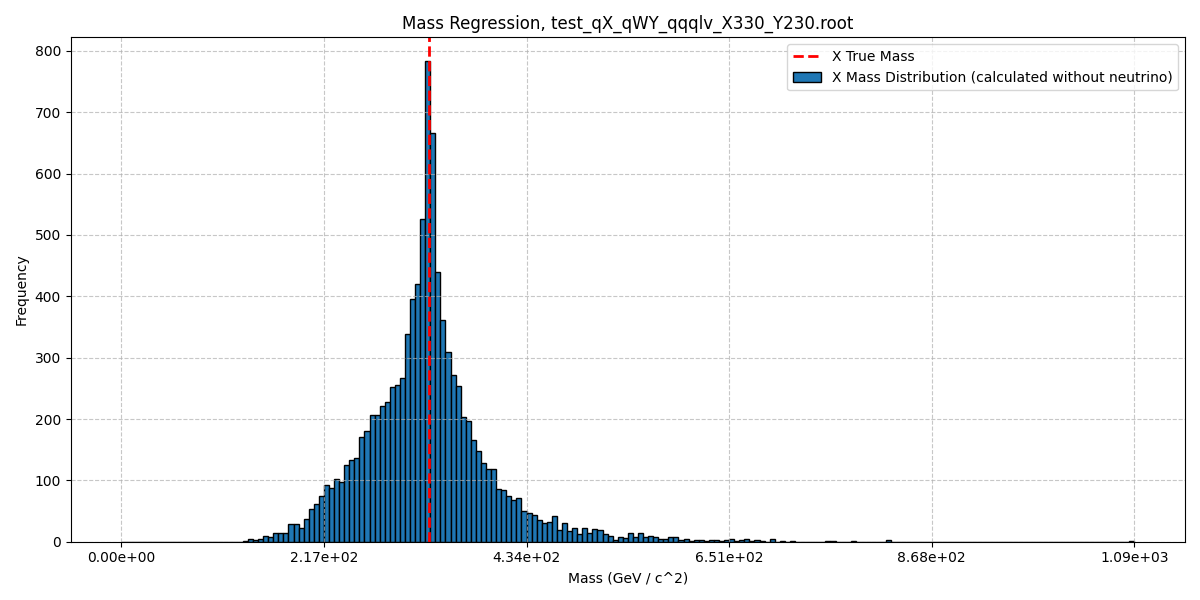 Mass Regression, test_qX_qWY_qqqlv_X330_Y230.root
X True Mass
X Mass Distribution (calculated without neutrino)
Frequency
800
700
600
500
400
300
200
100
0
0.00e+00 2.17e+02 4.34e+02 6.51e+02 8.68e+02 1.09e+03
Mass (GeV / c^2)